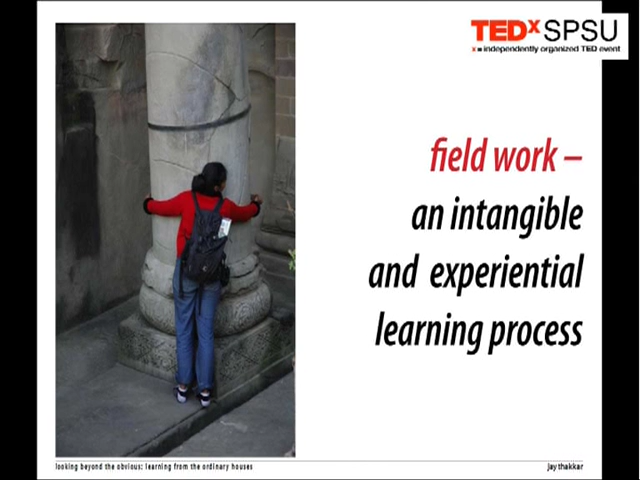 TEDxSPSU
x = independently organized TED event
field work –
an intangible
and experiential
learning process
looking beyond the obvious: learning from the ordinary houses
jay thakkar